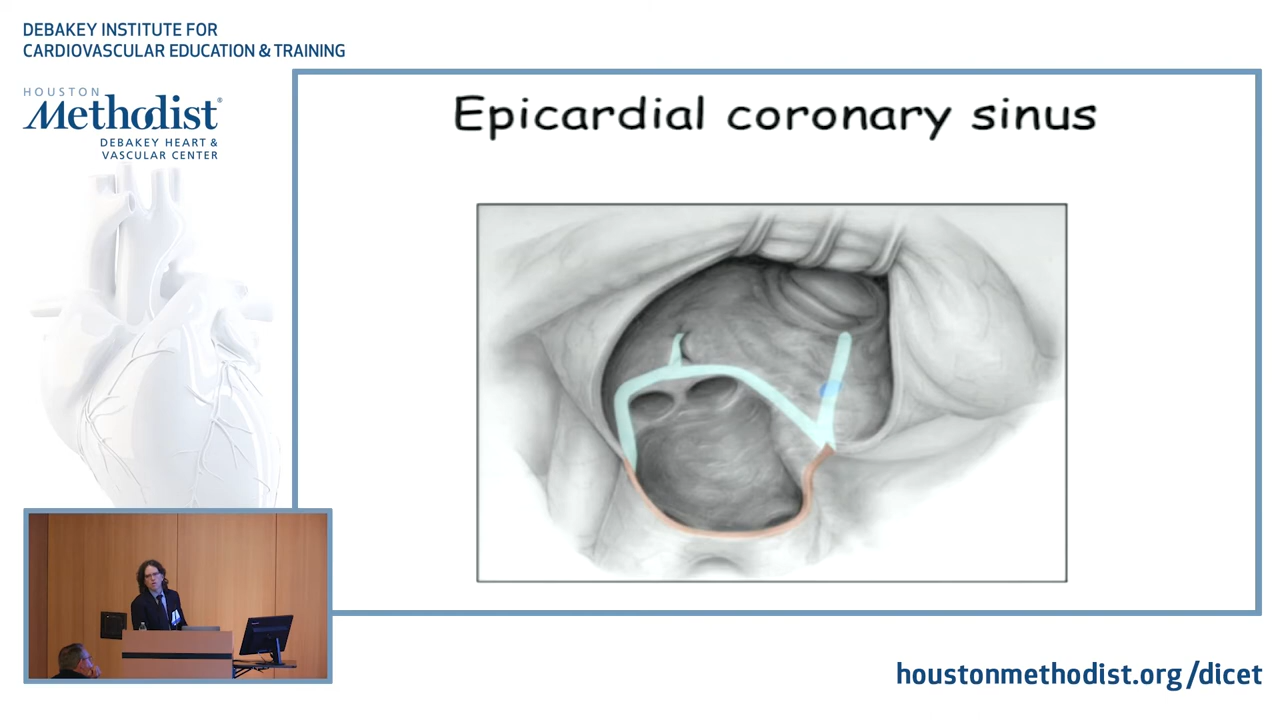 DEBAKEY INSTITUTE FOR
CARDIOVASCULAR EDUCATION & TRAINING
HOUSTON
Methodist®
DEBAKEY HEART &
VASCULAR CENTER
Epicardial coronary sinus
houstonmethodist.org/dicet